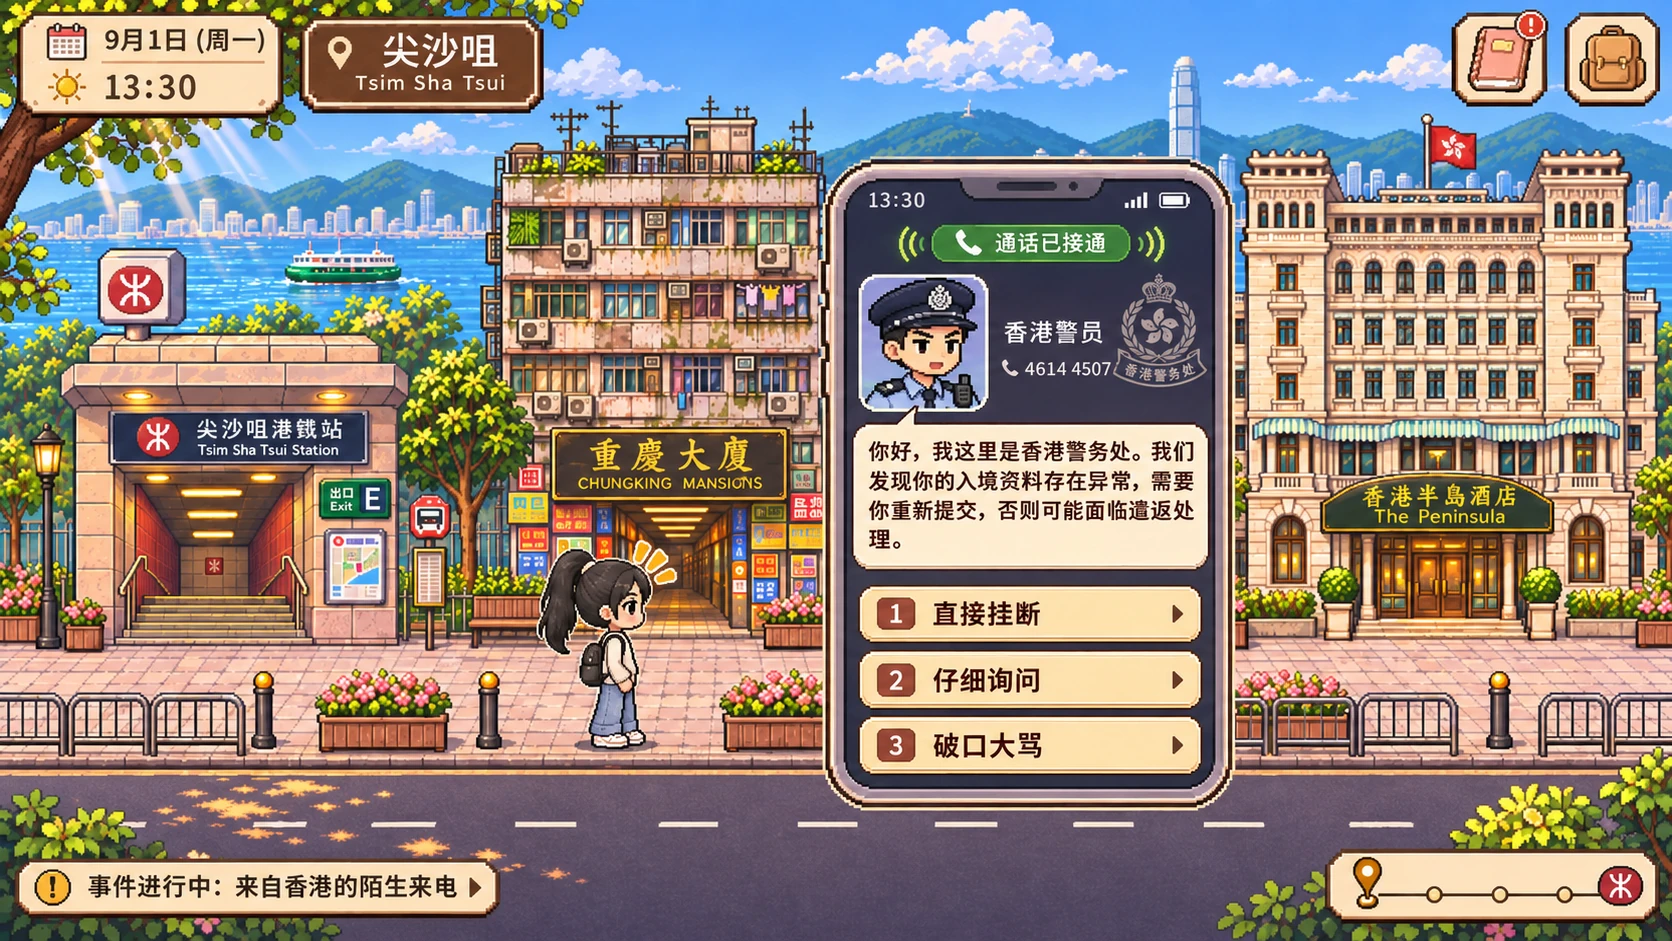 9月1日 (周一)
13:30
尖沙咀
Tsim Sha Tsui
13:30
通话已接通
香港警员
4614 4507
香港警务处
你好，我这里是香港警务处。我们
发现你的入境资料存在异常，需要
你重新提交，否则可能面临遣返处
理。
1 直接挂断
2 仔细询问
3 破口大骂
尖沙咀港铁站
Tsim Sha Tsui Station
出口
Exit E
重慶大廈
CHUNGKING MANSIONS
香港半島酒店
The Peninsula
事件进行中：来自香港的陌生来电